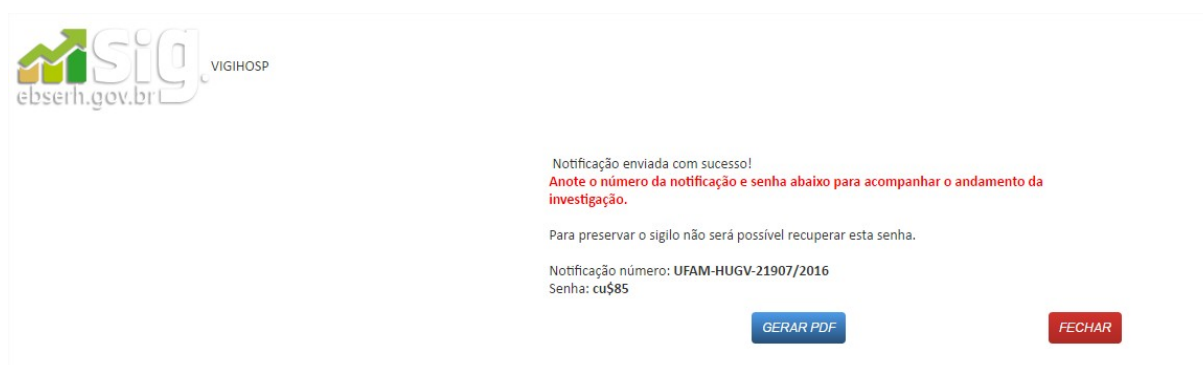 Sig.
VIGIHOSP
ebserh.gov.br
Notificação enviada com sucesso!
Anote o número da notificação e senha abaixo para acompanhar o andamento da
investigação.
Para preservar o sigilo não será possível recuperar esta senha.
Notificação número: UFAM-HUGV-21907/2016
Senha: cu$85
GERAR PDF
FECHAR